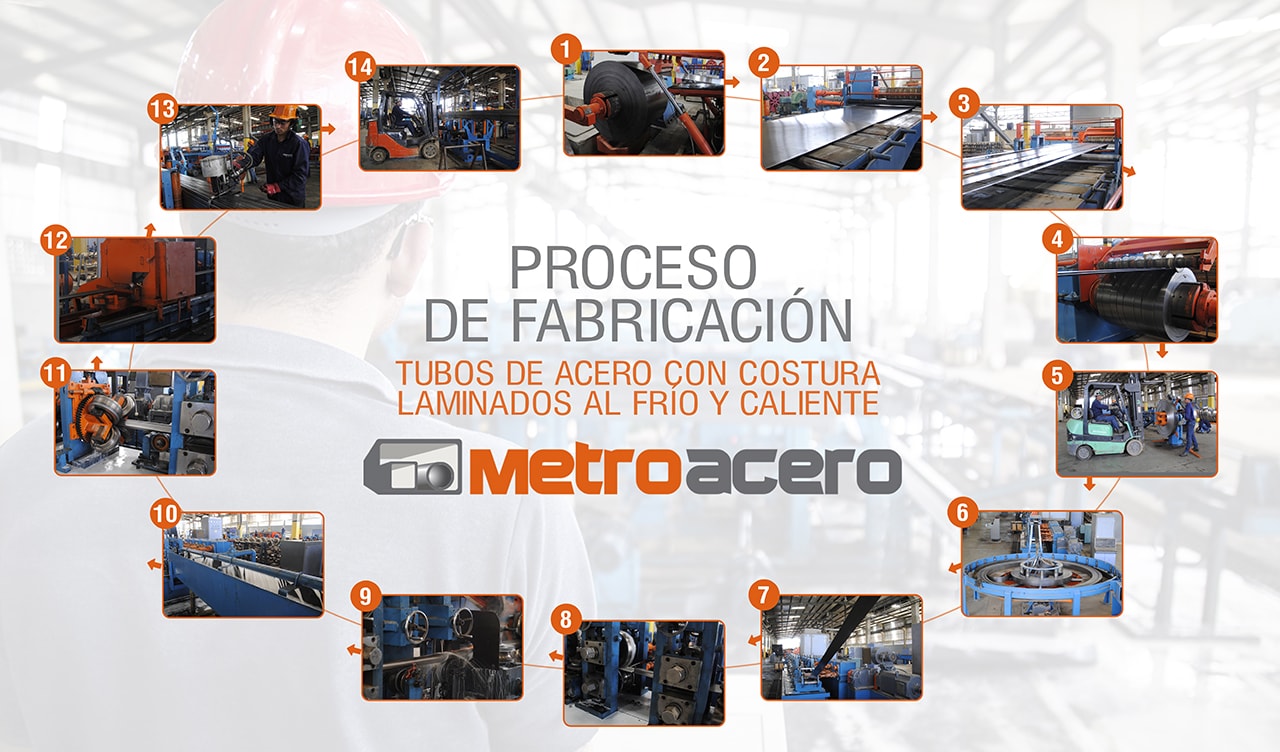 1
2
3
4
5
6
7
8
9
10
11
12
13
14
PROCESO
DE FABRICACIÓN
TUBOS DE ACERO CON COSTURA
LAMINADOS AL FRÍO Y CALIENTE
metroacero